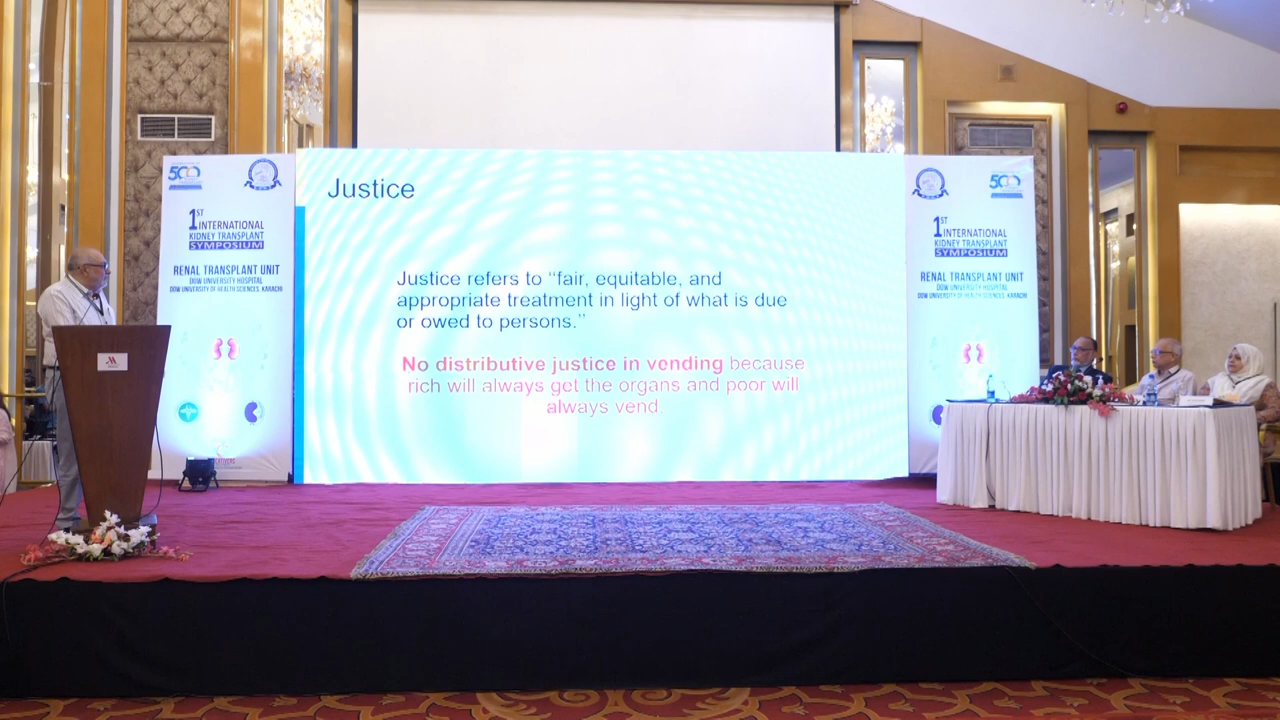 Justice
Justice refers to “fair, equitable, and
appropriate treatment in light of what is due
or owed to persons.”
No distributive justice in vending because
rich will always get the organs and poor will
always vend.
500
1ST
INTERNATIONAL
KIDNEY TRANSPLANT
SYMPOSIUM
RENAL TRANSPLANT UNIT
DOW UNIVERSITY HOSPITAL
DOW UNIVERSITY OF HEALTH SCIENCES, KARACHI
500
1ST
INTERNATIONAL
KIDNEY TRANSPLANT
SYMPOSIUM
RENAL TRANSPLANT UNIT
DOW UNIVERSITY HOSPITAL
DOW UNIVERSITY OF HEALTH SCIENCES, KARACHI